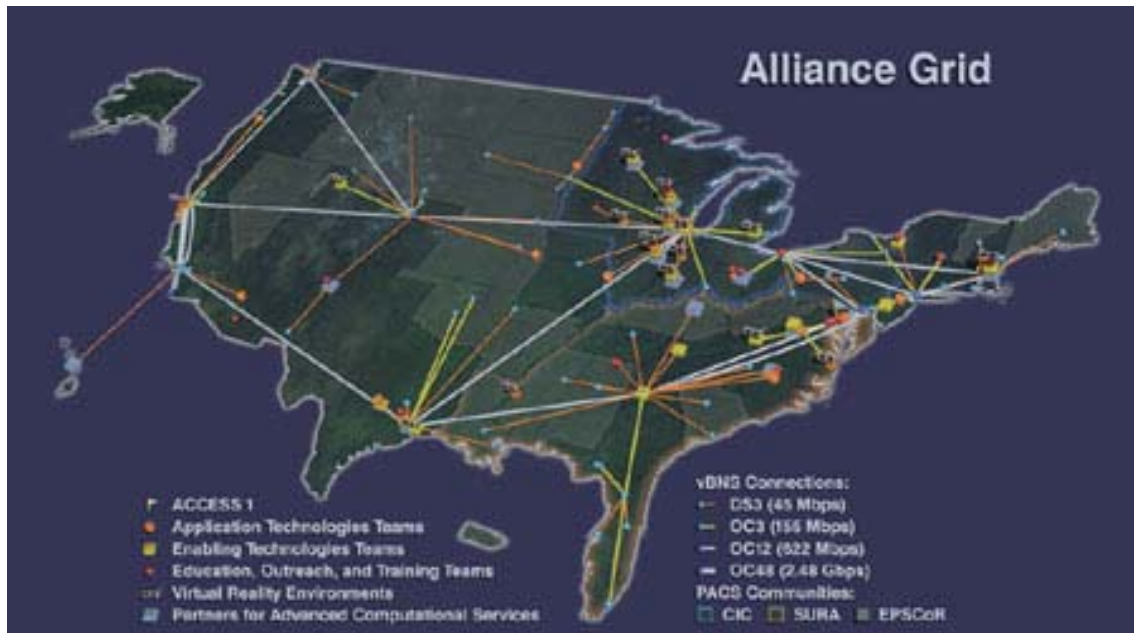 Alliance Grid
ACCESS 1
Application Technologies Teams
Enabling Technologies Teams
Education, Outreach, and Training Teams
Virtual Reality Environments
Partners for Advanced Computational Services
vBNS Connections:
DS3 (45 Mbps)
OC3 (155 Mbps)
OC12 (622 Mbps)
OC48 (2.48 Gbps)
PACS Communities:
CIC SURA EPSCoR